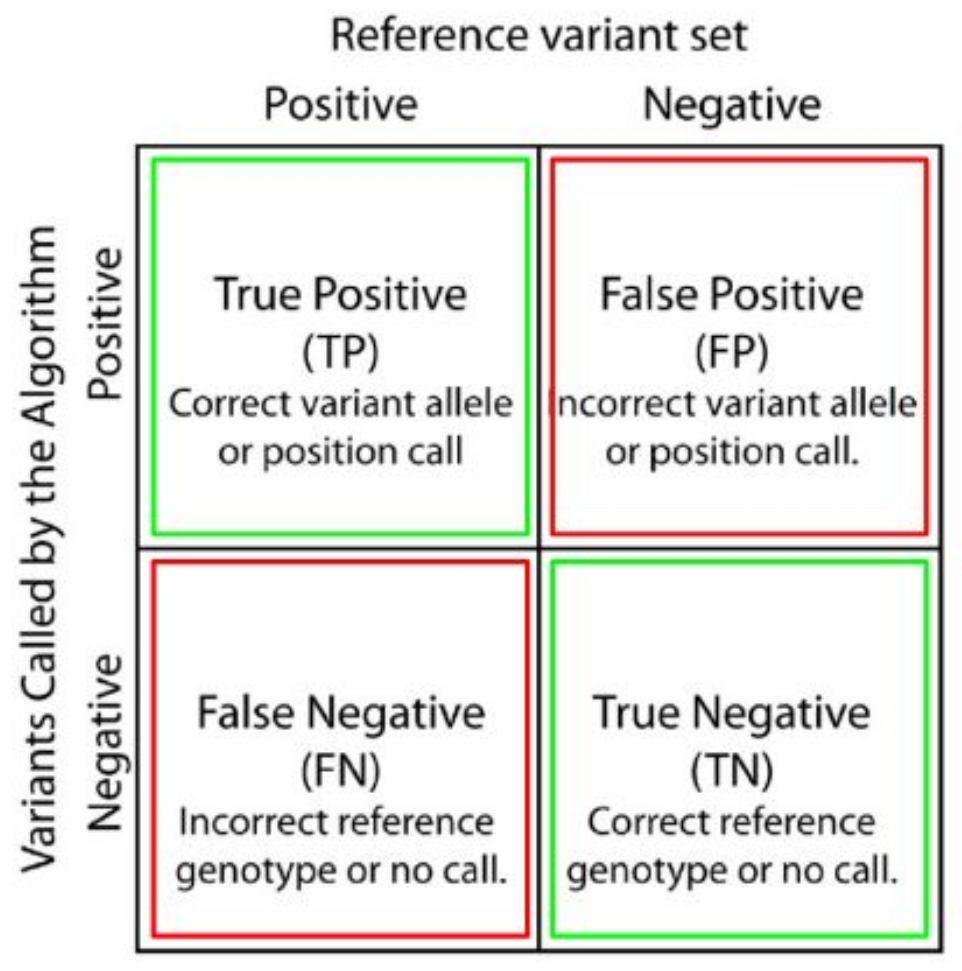 Reference variant set
Positive
Negative
Variants Called by the Algorithm
Positive
True Positive
(TP)
Correct variant allele
or position call
False Positive
(FP)
Incorrect variant allele
or position call.
Negative
False Negative
(FN)
Incorrect reference
genotype or no call.
True Negative
(TN)
Correct reference
genotype or no call.